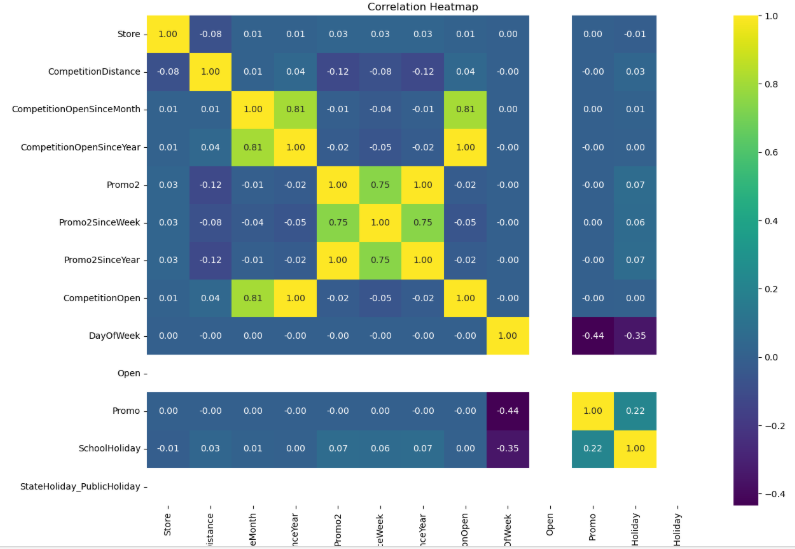 Correlation Heatmap
Store 1.00 -0.08 0.01 0.01 0.03 0.03 0.03 0.01 0.00 0.00 -0.01
CompetitionDistance -0.08 1.00 0.01 0.04 -0.12 -0.08 -0.12 0.04 -0.00 -0.00 0.03
CompetitionOpenSinceMonth 0.01 0.01 1.00 0.81 -0.01 -0.04 -0.01 0.81 0.00 0.00 0.01
CompetitionOpenSinceYear 0.01 0.04 0.81 1.00 -0.02 -0.05 -0.02 1.00 -0.00 -0.00 0.00
Promo2 0.03 -0.12 -0.01 -0.02 1.00 0.75 1.00 -0.02 -0.00 -0.00 0.07
Promo2SinceWeek 0.03 -0.08 -0.04 -0.05 0.75 1.00 0.75 -0.05 -0.00 0.00 0.06
Promo2SinceYear 0.03 -0.12 -0.01 -0.02 1.00 0.75 1.00 -0.02 -0.00 -0.00 0.07
CompetitionOpen 0.01 0.04 0.81 1.00 -0.02 -0.05 -0.02 1.00 -0.00 -0.00 0.00
DayOfWeek 0.00 -0.00 0.00 -0.00 -0.00 -0.00 -0.00 -0.00 1.00 -0.44 -0.35
Open
Promo 0.00 -0.00 0.00 -0.00 -0.00 0.00 -0.00 -0.00 -0.44 1.00 0.22
SchoolHoliday -0.01 0.03 0.01 0.00 0.07 0.06 0.07 0.00 -0.35 0.22 1.00
StateHoliday_PublicHoliday
Store
istance
eMonth
nceYear
Promo2
ceWeek
nceYear
onOpen
OfWeek
Open
Promo
Holiday
Holiday
1.0
0.8
0.6
0.4
0.2
0.0
−0.2
−0.4